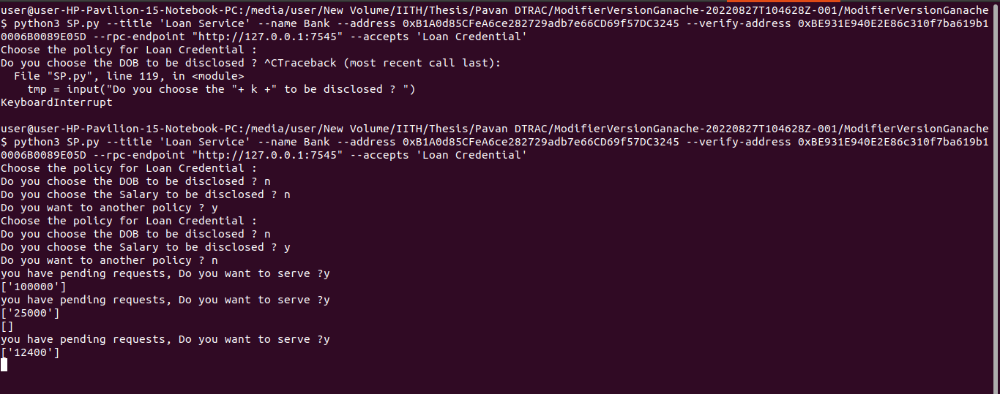 user@user-HP-Pavilion-15-Notebook-PC:/media/user/New Volume/IITH/Thesis/Pavan DTRAC/ModifierVersionGanache-20220827T104628Z-001/ModifierVersionGanache
$ python3 SP.py --title 'Loan Service' --name Bank --address 0xB1A0d85CFeA6ce282729adb7e66CD69f57DC3245 --verify-address 0xBE931E940E2E86c310f7ba619b1
0006B0089E05D --rpc-endpoint "http://127.0.0.1:7545" --accepts 'Loan Credential'
Choose the policy for Loan Credential :
Do you choose the DOB to be disclosed ? ^CTraceback (most recent call last):
  File "SP.py", line 119, in <module>
    tmp = input("Do you choose the "+ k +" to be disclosed ? ")
KeyboardInterrupt

user@user-HP-Pavilion-15-Notebook-PC:/media/user/New Volume/IITH/Thesis/Pavan DTRAC/ModifierVersionGanache-20220827T104628Z-001/ModifierVersionGanache
$ python3 SP.py --title 'Loan Service' --name Bank --address 0xB1A0d85CFeA6ce282729adb7e66CD69f57DC3245 --verify-address 0xBE931E940E2E86c310f7ba619b1
0006B0089E05D --rpc-endpoint "http://127.0.0.1:7545" --accepts 'Loan Credential'
Choose the policy for Loan Credential :
Do you choose the DOB to be disclosed ? n
Do you choose the Salary to be disclosed ? n
Do you want to another policy ? y
Choose the policy for Loan Credential :
Do you choose the DOB to be disclosed ? n
Do you choose the Salary to be disclosed ? y
Do you want to another policy ? n
you have pending requests, Do you want to serve ?y
['100000']
you have pending requests, Do you want to serve ?y
['25000']
[]
you have pending requests, Do you want to serve ?y
['12400']